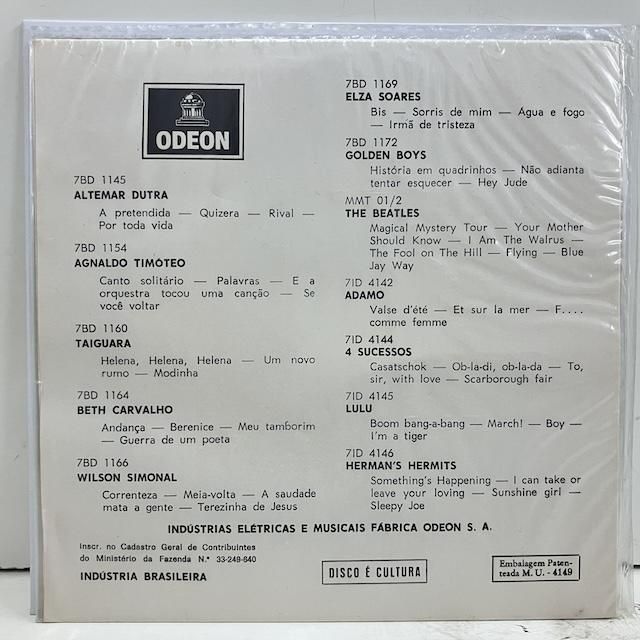 ODEON
7BD 1145
ALTEMAR DUTRA
A pretendida — Quizera — Rival —
Por toda vida
7BD 1154
AGNALDO TIMÓTEO
Canto solitário — Palavras — E a
orquestra tocou uma canção — Se
você voltar
7BD 1160
TAIGUARA
Helena, Helena, Helena — Um novo
rumo — Modinha
7BD 1164
BETH CARVALHO
Andança — Berenice — Meu tamborim
— Guerra de um poeta
7BD 1166
WILSON SIMONAL
Correnteza — Meia-volta — A saudade
mata a gente — Terezinha de Jesus
7BD 1169
ELZA SOARES
Bis — Sorris de mim — Água e fogo
— Irmã de tristeza
7BD 1172
GOLDEN BOYS
História em quadrinhos — Não adianta
tentar esquecer — Hey Jude
MMT 01/2
THE BEATLES
Magical Mystery Tour — Your Mother
Should Know — I Am The Walrus —
The Fool on The Hill — Flying — Blue
Jay Way
7ID 4142
ADAMO
Valse d'été — Et sur la mer — F....
comme femme
7ID 4144
4 SUCESSOS
Casatschok — Ob-la-di, ob-la-da — To,
sir, with love — Scarborough fair
7ID 4145
LULU
Boom bang-a-bang — March! — Boy —
I'm a tiger
7ID 4146
HERMAN'S HERMITS
Something's Happening — I can take or
leave your loving — Sunshine girl —
Sleepy Joe
INDÚSTRIAS ELÉTRICAS E MUSICAIS FÁBRICA ODEON S. A.
Inscr. no Cadastro Geral de Contribuintes
do Ministério da Fazenda N.º 33-249-640
INDÚSTRIA BRASILEIRA
DISCO É CULTURA
Embalagem Paten-
teada M. U. - 4149